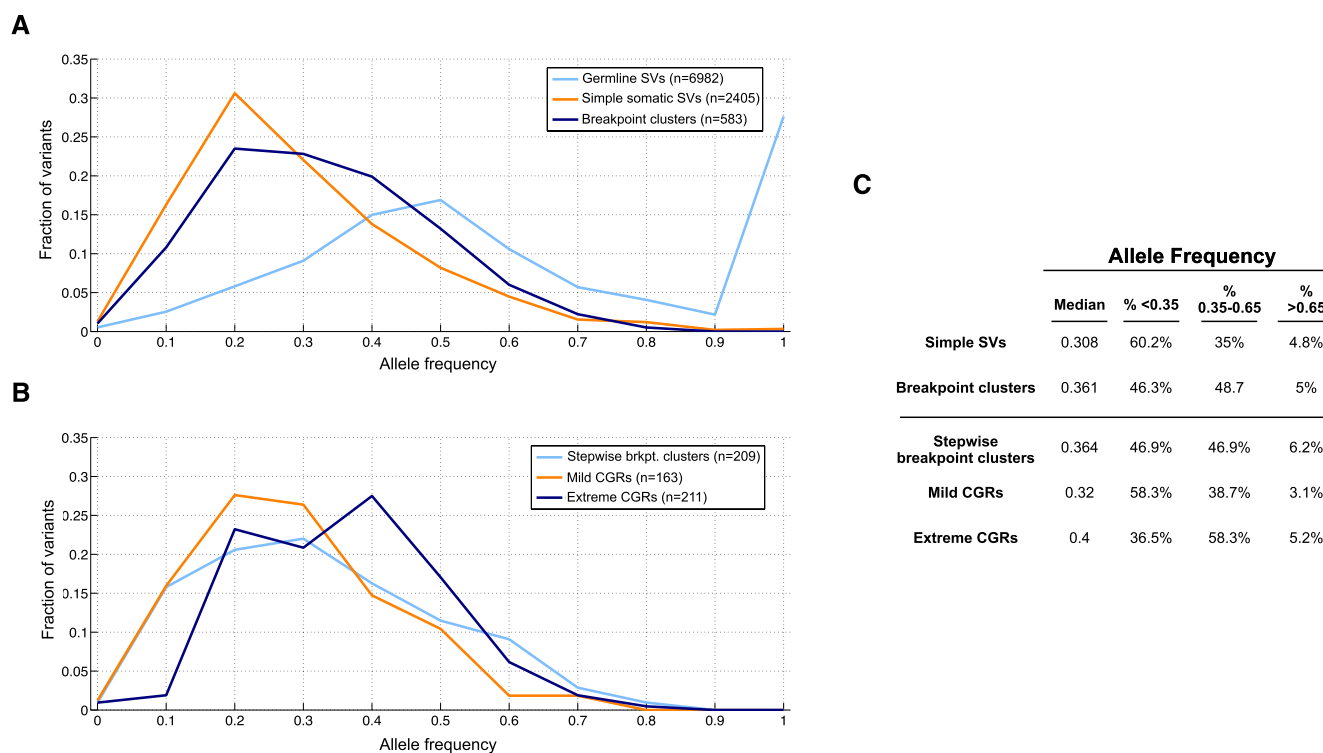 A
0.35
0.3
0.25
0.2
0.15
0.1
0.05
0
Fraction of variants
Germline SVs (n=6982)
Simple somatic SVs (n=2405)
Breakpoint clusters (n=583)
0 0.1 0.2 0.3 0.4 0.5 0.6 0.7 0.8 0.9 1
Allele frequency
B
0.35
0.3
0.25
0.2
0.15
0.1
0.05
0
Fraction of variants
Stepwise brkpt. clusters (n=209)
Mild CGRs (n=163)
Extreme CGRs (n=211)
0 0.1 0.2 0.3 0.4 0.5 0.6 0.7 0.8 0.9 1
Allele frequency
C
Allele Frequency
Median % <0.35 % 0.35-0.65 % >0.65
Simple SVs 0.308 60.2% 35% 4.8%
Breakpoint clusters 0.361 46.3% 48.7 5%
Stepwise
breakpoint clusters 0.364 46.9% 46.9% 6.2%
Mild CGRs 0.32 58.3% 38.7% 3.1%
Extreme CGRs 0.4 36.5% 58.3% 5.2%